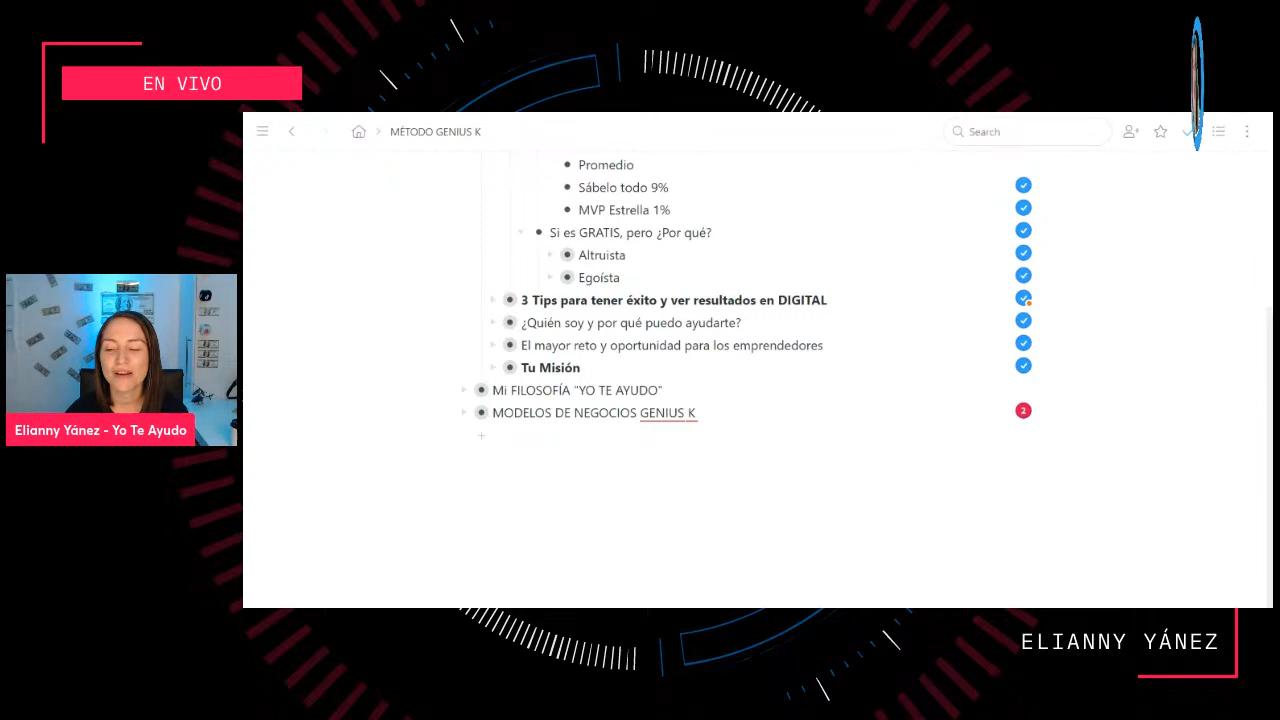 EN VIVO
MÉTODO GENIUS K
Search
Promedio
Sábelo todo 9%
MVP Estrella 1%
Si es GRATIS, pero ¿Por qué?
Altruista
Egoísta
3 Tips para tener éxito y ver resultados en DIGITAL
¿Quién soy y por qué puedo ayudarte?
El mayor reto y oportunidad para los emprendedores
Tu Misión
Mi FILOSOFÍA "YO TE AYUDO"
MODELOS DE NEGOCIOS GENIUS K
2
Elianny Yánez - Yo Te Ayudo
ELIANNY YÁNEZ